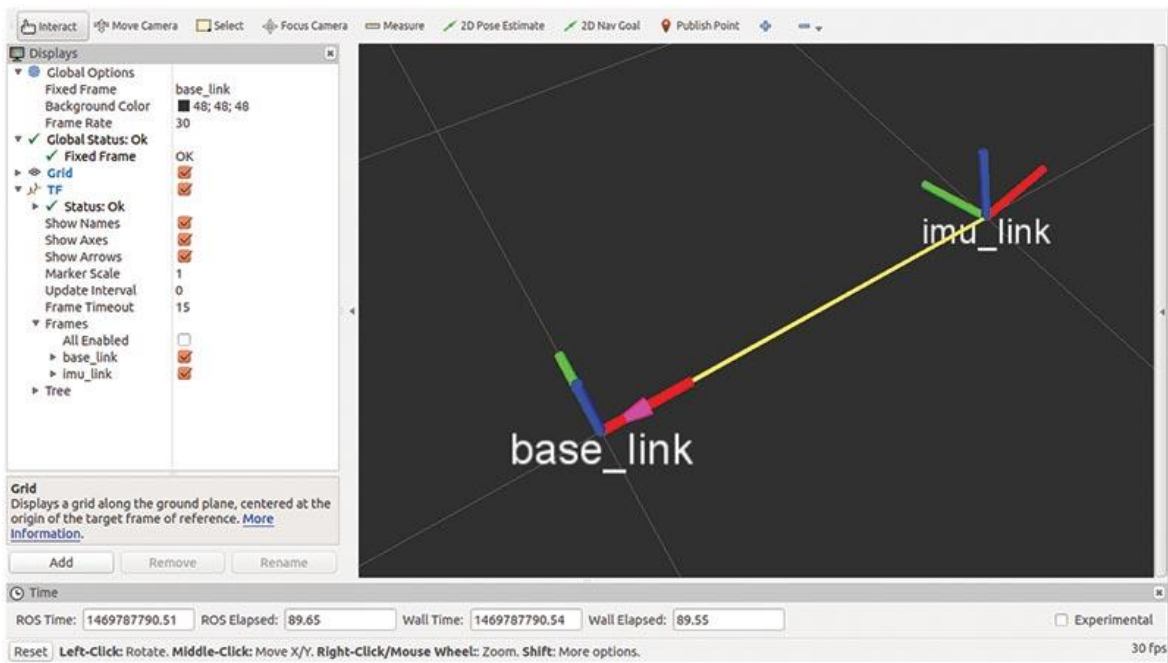 Interact Move Camera Select Focus Camera Measure 2D Pose Estimate 2D Nav Goal Publish Point
Displays
Global Options
Fixed Frame base_link
Background Color 48; 48; 48
Frame Rate 30
Global Status: Ok
Fixed Frame OK
Grid
TF
Status: Ok
Show Names
Show Axes
Show Arrows
Marker Scale 1
Update Interval 0
Frame Timeout 15
Frames
All Enabled
base_link
imu_link
Tree
Grid
Displays a grid along the ground plane, centered at the
origin of the target frame of reference. More
Information.
Add Remove Rename
imu_link
base_link
Time
ROS Time: 1469787790.51 ROS Elapsed: 89.65 Wall Time: 1469787790.54 Wall Elapsed: 89.55 Experimental
Reset Left-Click: Rotate. Middle-Click: Move X/Y. Right-Click/Mouse Wheel:: Zoom. Shift: More options. 30 fps